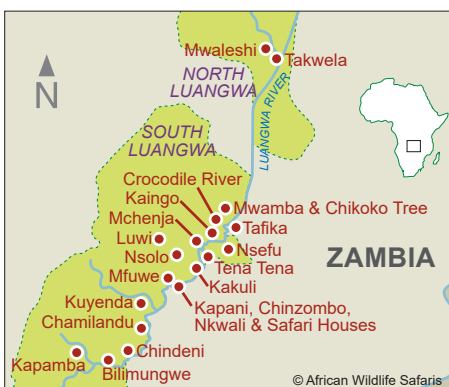 Mwaleshi
Takwela
N
NORTH
LUANGWA
LUANGWA RIVER
SOUTH
LUANGWA
Crocodile River
Kaingo
Mwamba & Chikoko Tree
Mchenja
Tafika
Luwi
Nsefu
Nsolo
ZAMBIA
Tena Tena
Mfuwe
Kakuli
Kapani, Chinzombo,
Nkwali & Safari Houses
Kuyenda
Chamilandu
Chindeni
Kapamba
Bilimungwe
© African Wildlife Safaris